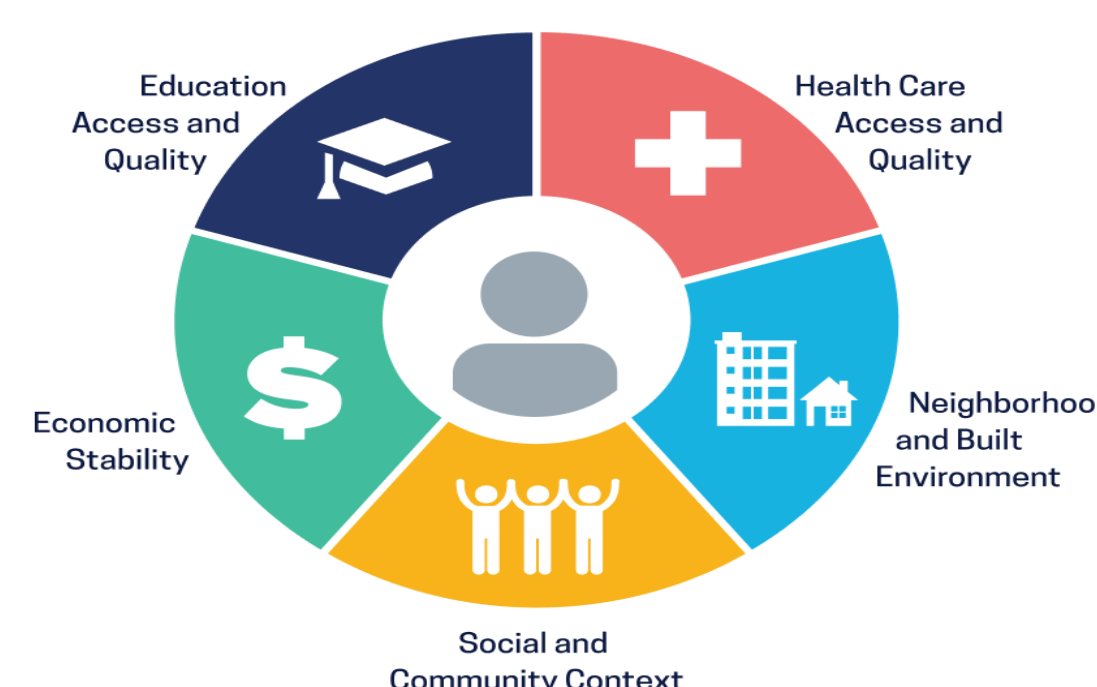 Education
Access and
Quality
Health Care
Access and
Quality
Economic
Stability
$
Neighborhoo
and Built
Environment
Social and
Community Context